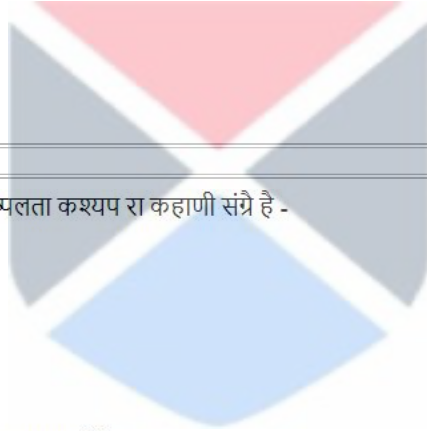 पलता कश्यप रा कहाणी संग्रै है -